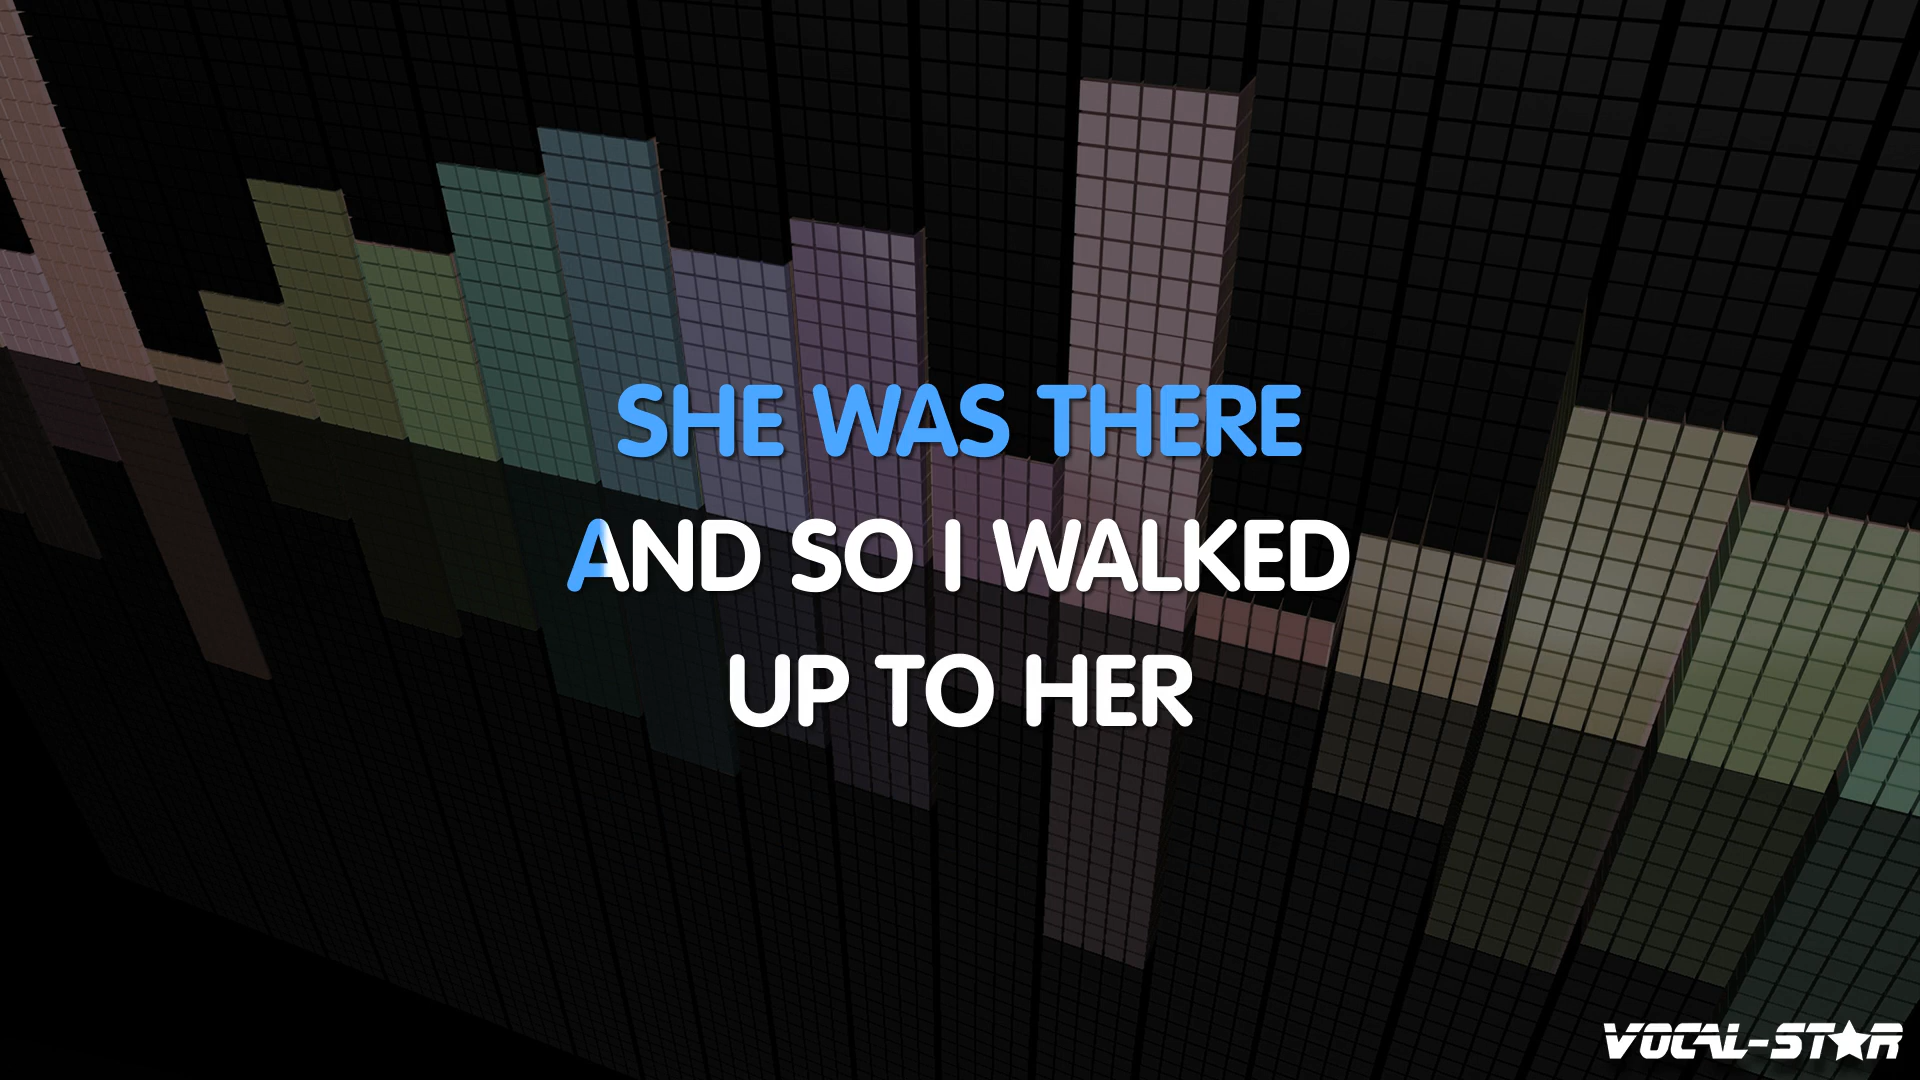 SHE WAS THERE
AND SO I WALKED
UP TO HER
VOCAL-STAR